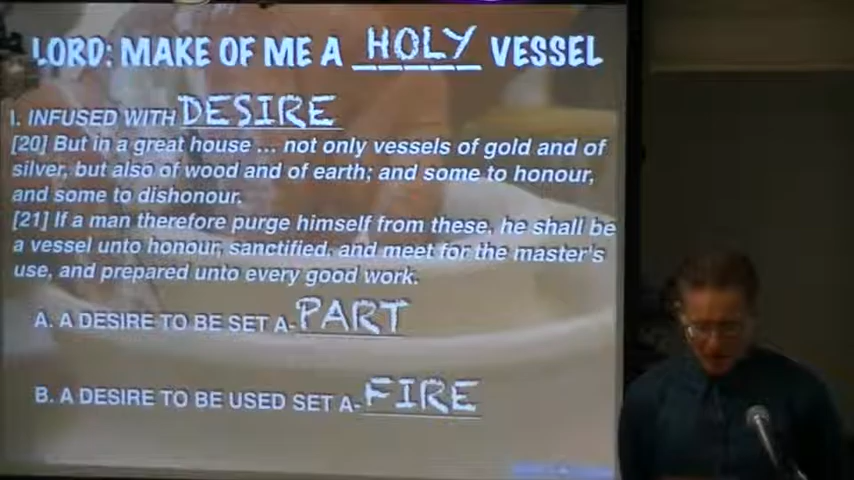 LORD: MAKE OF ME A HOLY VESSEL
I. INFUSED WITH DESIRE
[20] But in a great house ... not only vessels of gold and of
silver, but also of wood and of earth; and some to honour,
and some to dishonour.
[21] If a man therefore purge himself from these, he shall be
a vessel unto honour, sanctified, and meet for the master's
use, and prepared unto every good work.
A. A DESIRE TO BE SET A-PART
B. A DESIRE TO BE USED SET A-FIRE